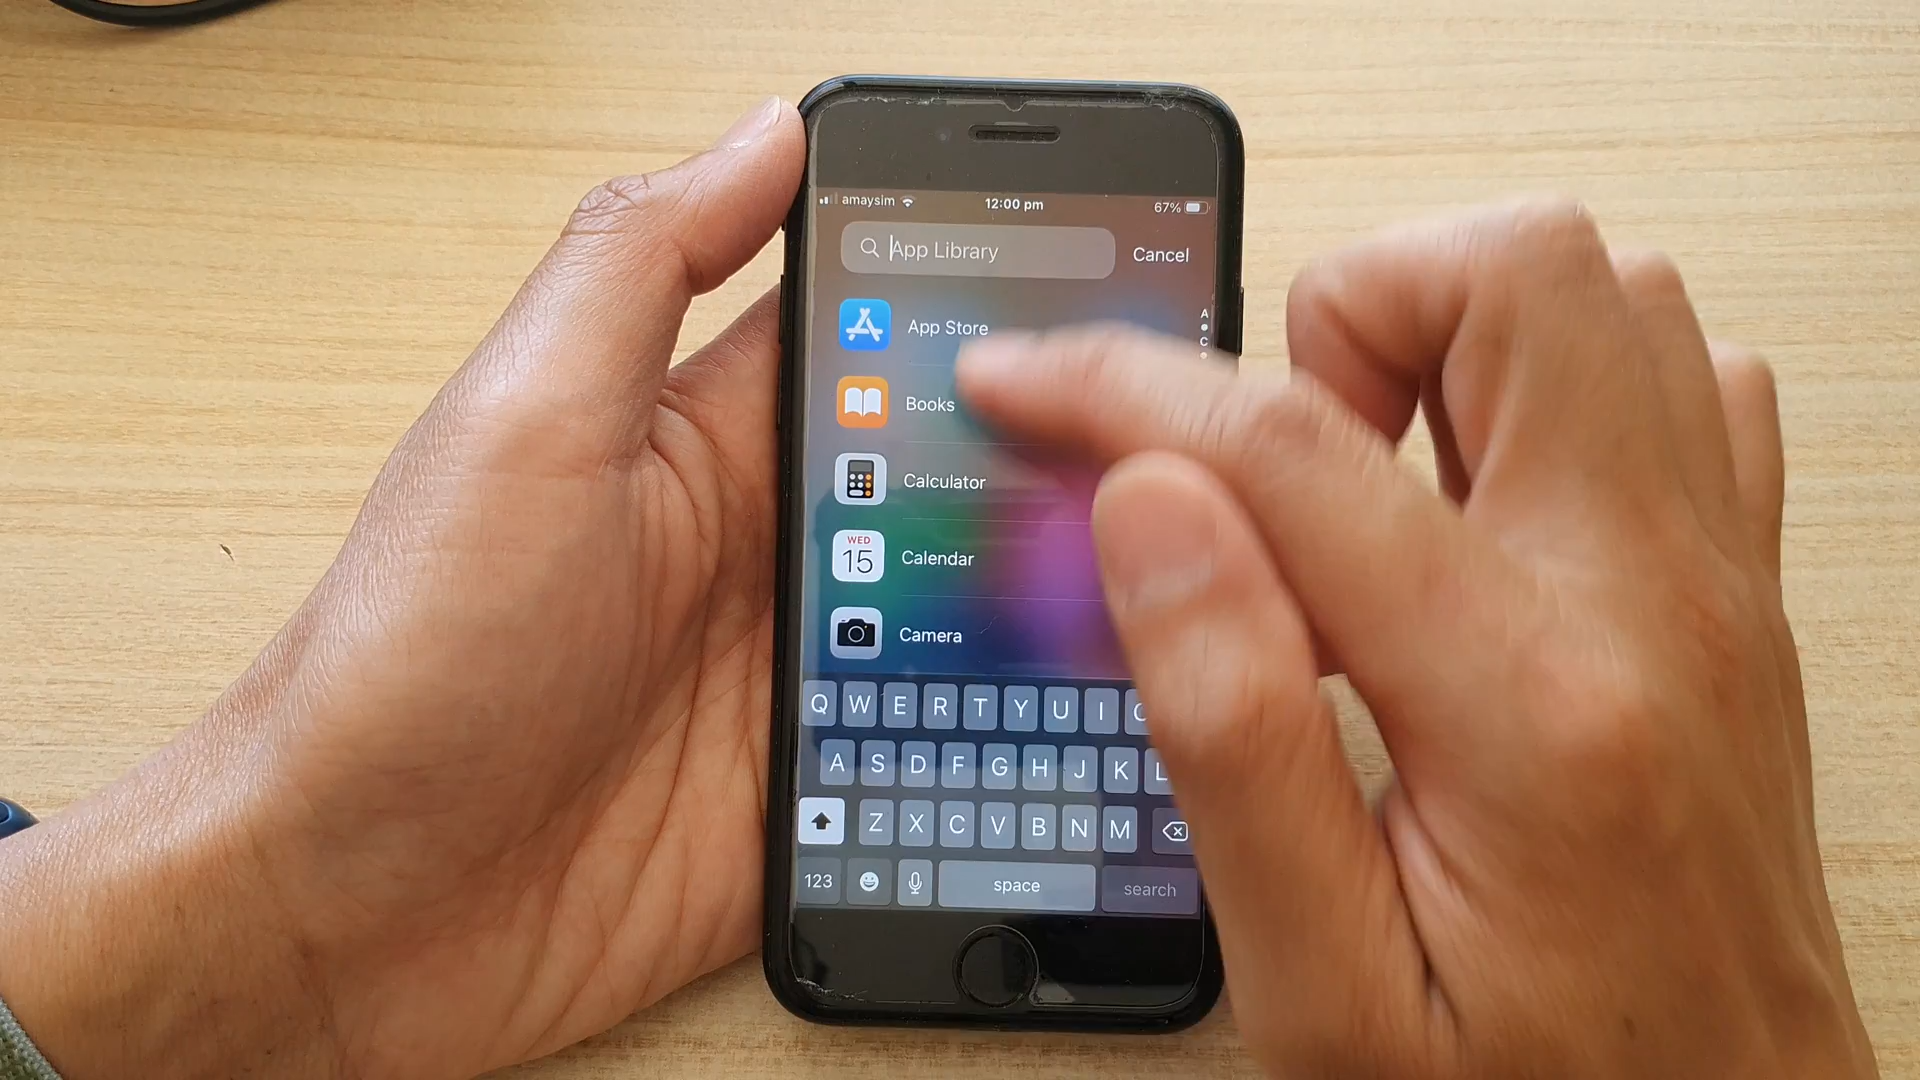 amaysim 12:00 pm 67%
App Library Cancel
App Store
Books
Calculator
WED
15 Calendar
Camera
A
C
Q W E R T Y U I
A S D F G H J K L
Z X C V B N M
123 space search